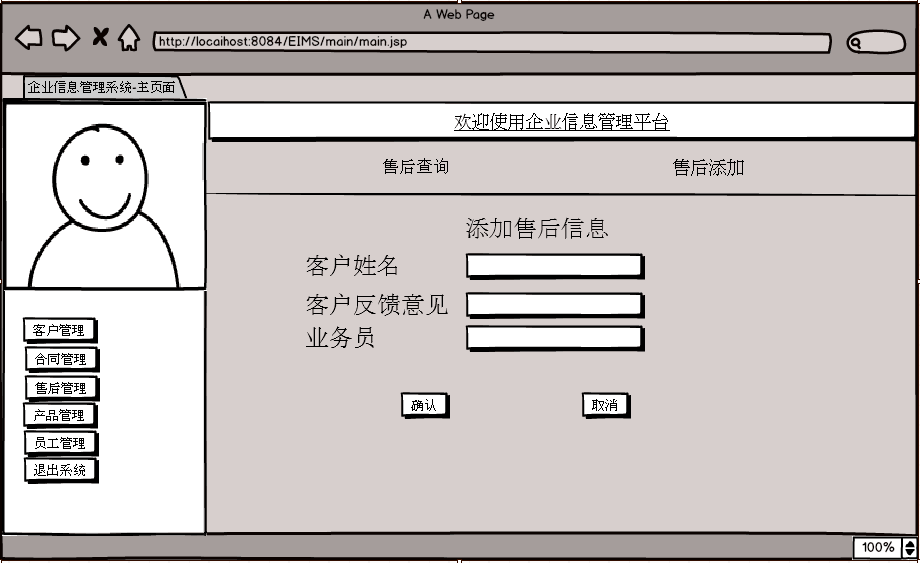 A Web Page
http://locaihost:8084/EIMS/main/main.jsp
企业信息管理系统-主页面
欢迎使用企业信息管理平台
售后查询 售后添加
添加售后信息
客户姓名
客户反馈意见
业务员
确认 取消
客户管理
合同管理
售后管理
产品管理
员工管理
退出系统
100%